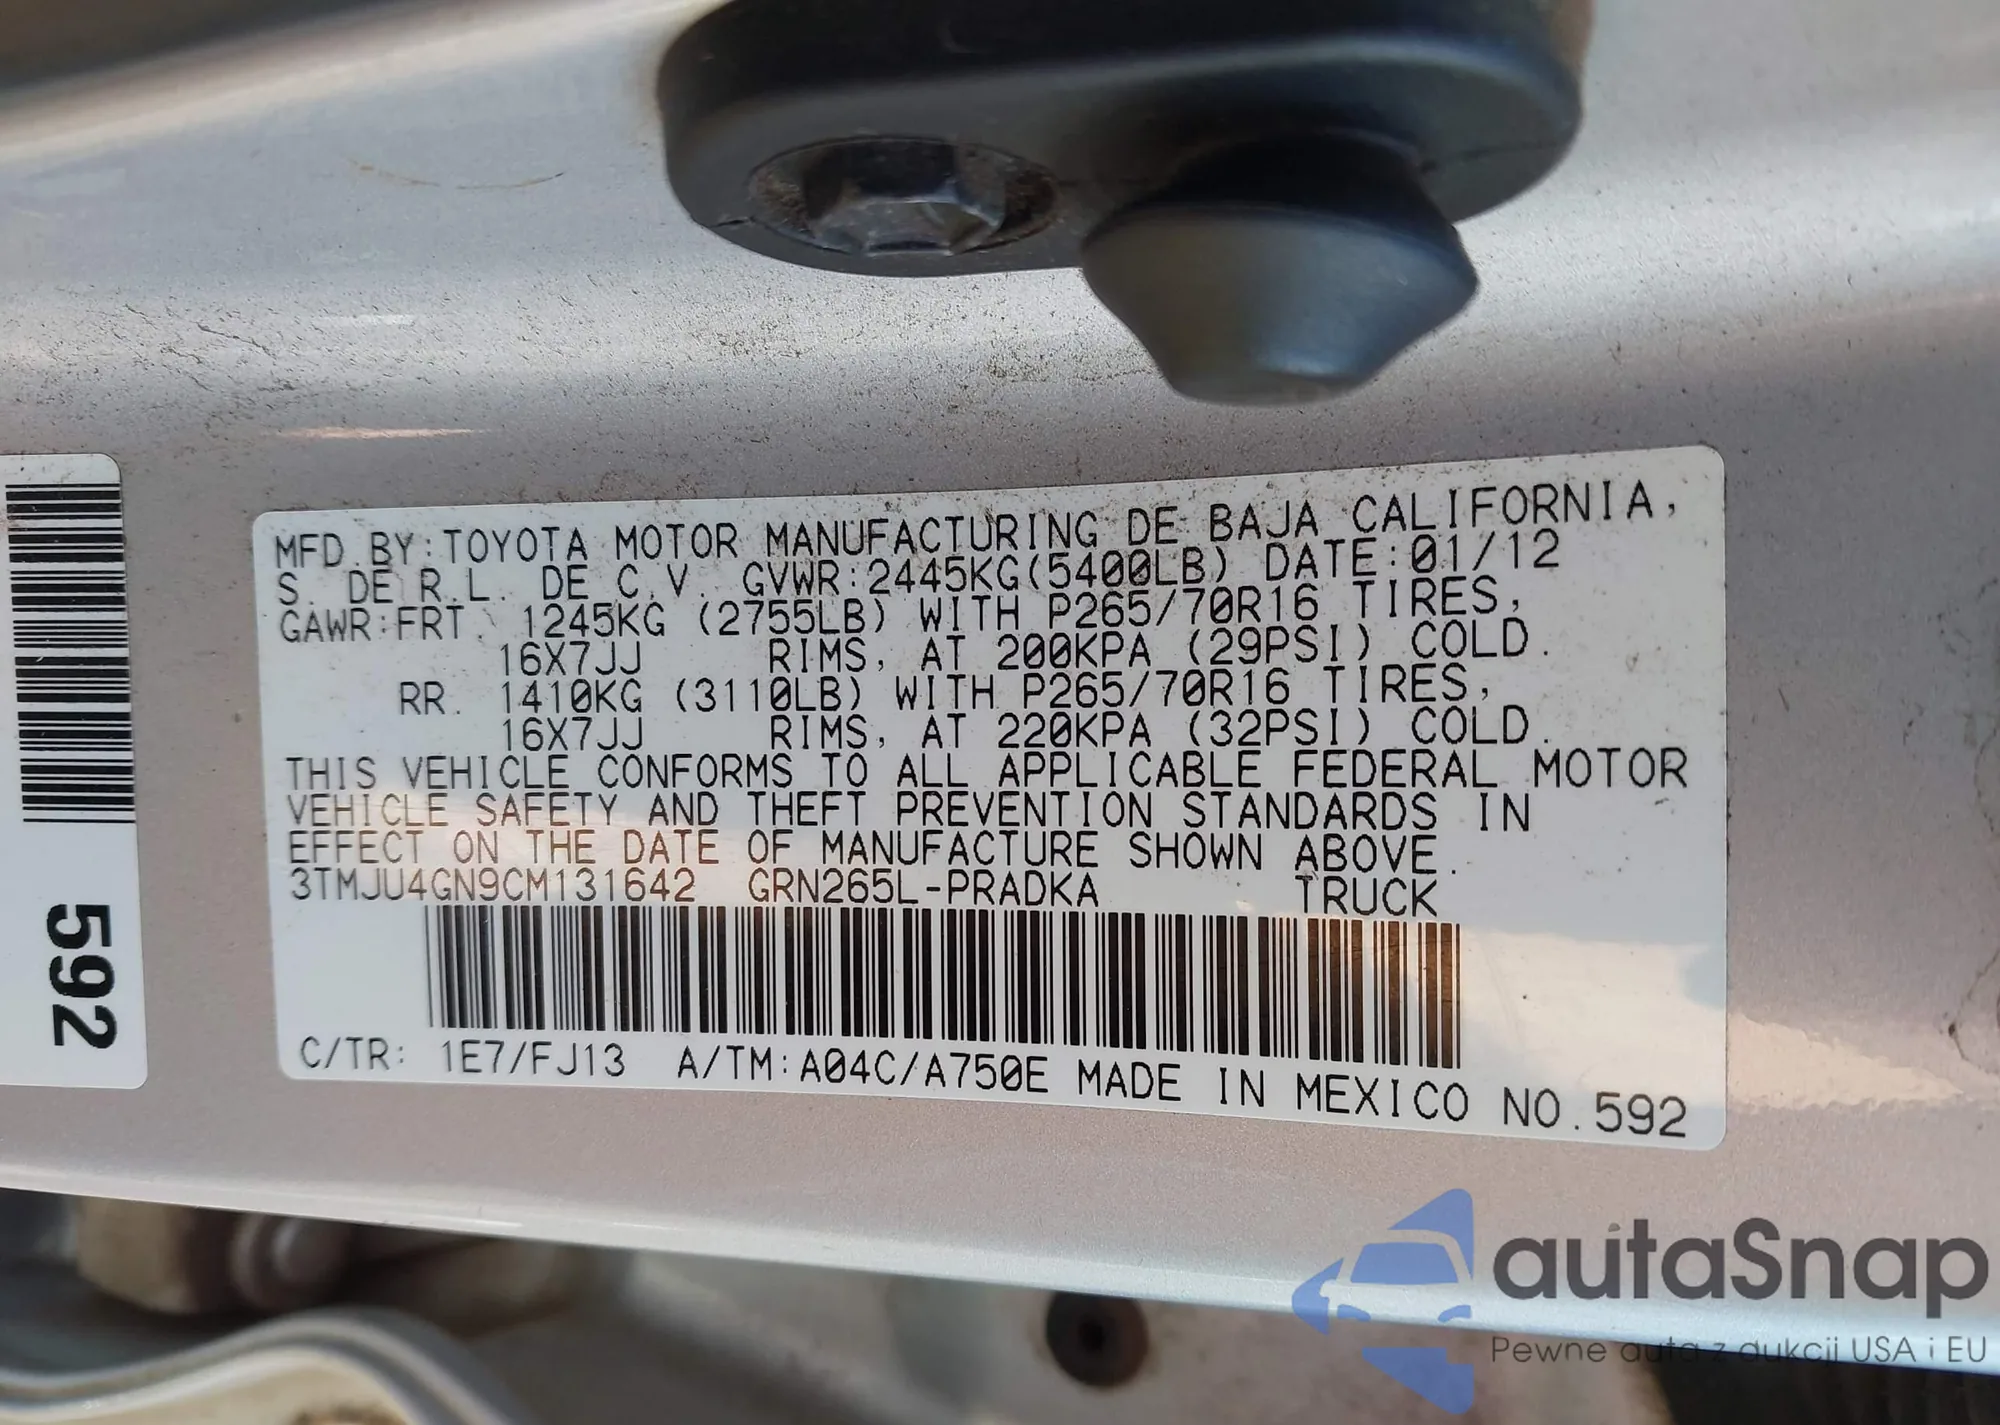 MFD.BY:TOYOTA MOTOR MANUFACTURING DE BAJA CALIFORNIA,
S. DE R.L. DE C.V. GVWR:2445KG(5400LB) DATE:01/12
GAWR:FRT. 1245KG (2755LB) WITH P265/70R16 TIRES,
16X7JJ RIMS, AT 200KPA (29PSI) COLD.
RR. 1410KG (3110LB) WITH P265/70R16 TIRES,
16X7JJ RIMS, AT 220KPA (32PSI) COLD.
THIS VEHICLE CONFORMS TO ALL APPLICABLE FEDERAL MOTOR
VEHICLE SAFETY AND THEFT PREVENTION STANDARDS IN
EFFECT ON THE DATE OF MANUFACTURE SHOWN ABOVE.
3TMJU4GN9CM131642 GRN265L-PRADKA TRUCK
C/TR: 1E7/FJ13 A/TM:A04C/A750E MADE IN MEXICO NO.592
592
autaSnap
Pewne auta z aukcji USA i EU